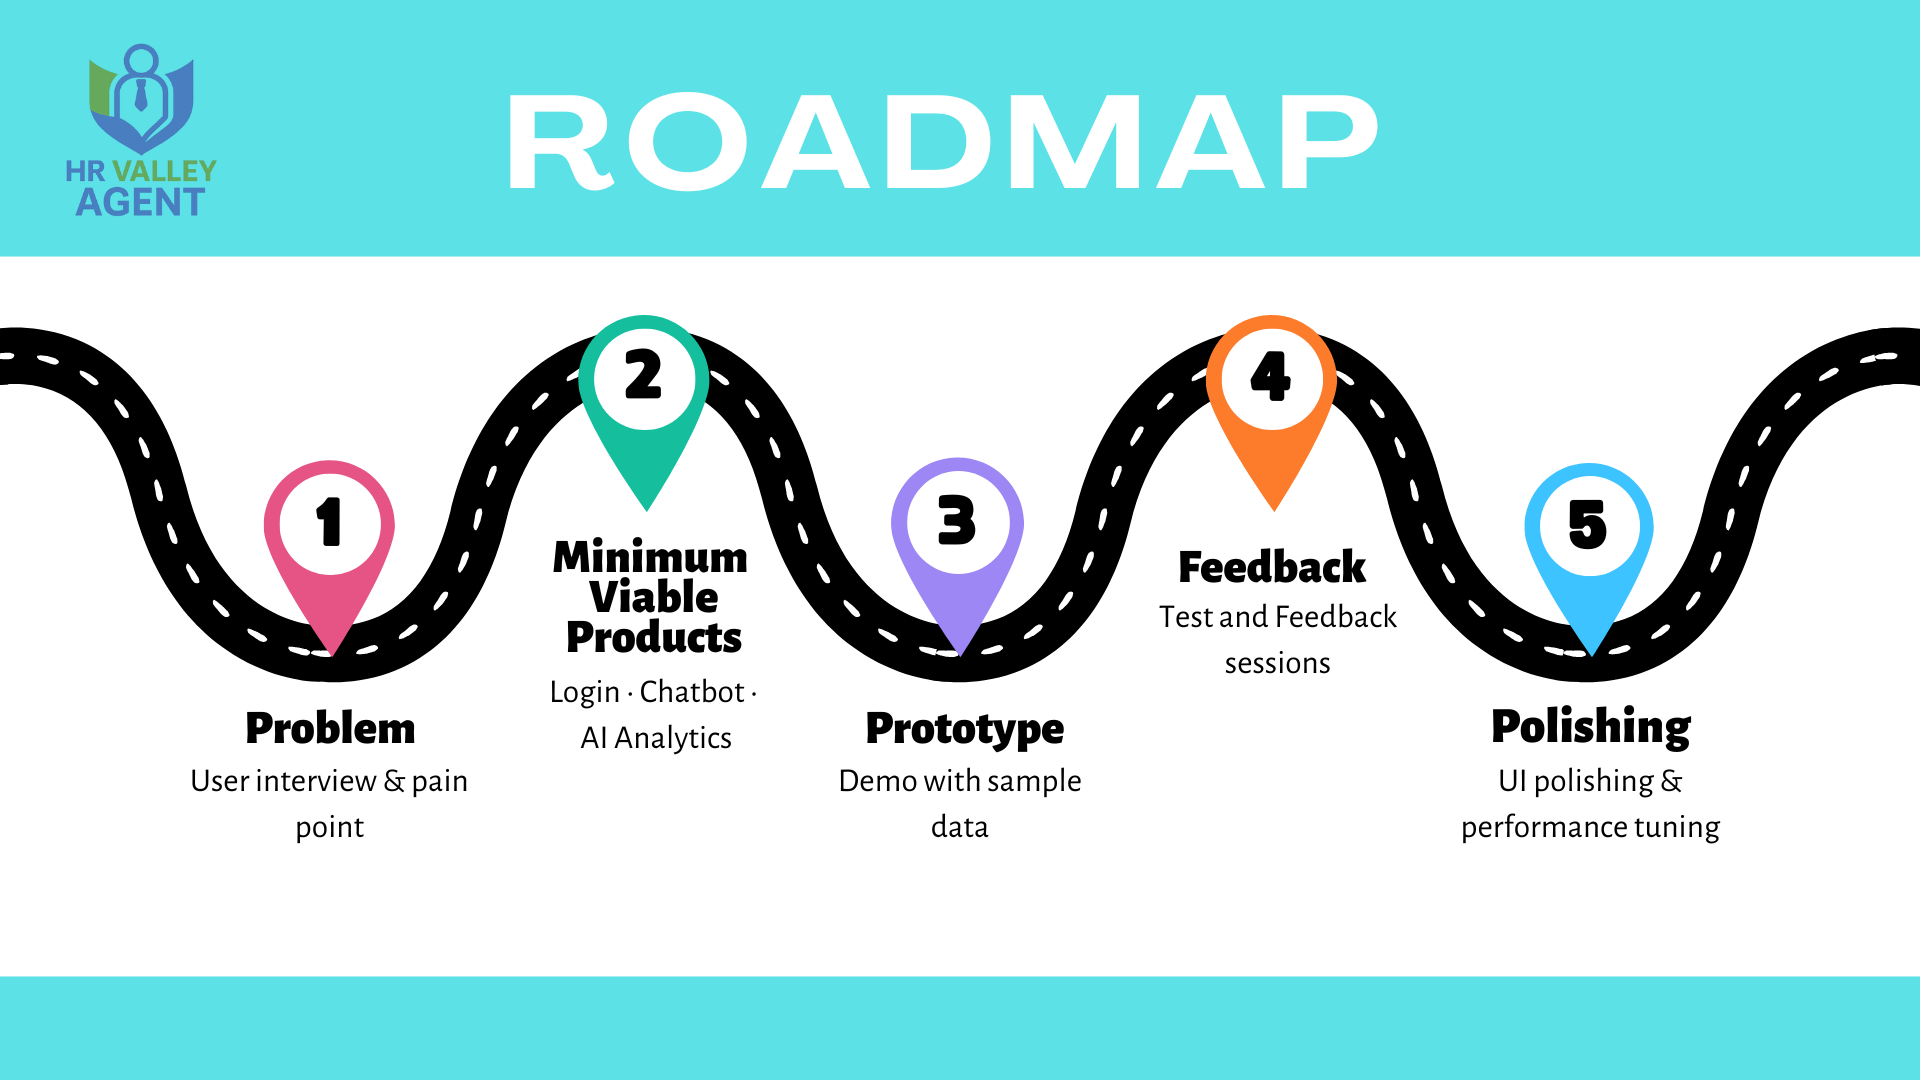 HR VALLEY
AGENT
ROADMAP
1
Problem
User interview & pain
point
2
Minimum
Viable
Products
Login · Chatbot ·
AI Analytics
3
Prototype
Demo with sample
data
4
Feedback
Test and Feedback
sessions
5
Polishing
UI polishing &
performance tuning